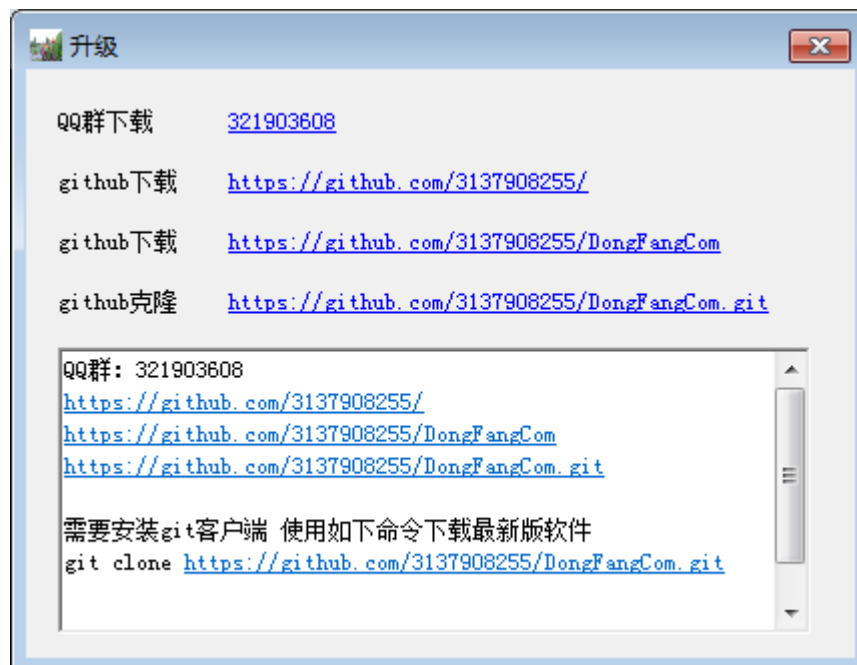 升级
QQ群下载 321903608
github下载 https://github.com/3137908255/
github下载 https://github.com/3137908255/DongFangCom
github克隆 https://github.com/3137908255/DongFangCom.git
QQ群: 321903608
https://github.com/3137908255/
https://github.com/3137908255/DongFangCom
https://github.com/3137908255/DongFangCom.git
需要安装git客户端 使用如下命令下载最新版软件
git clone https://github.com/3137908255/DongFangCom.git